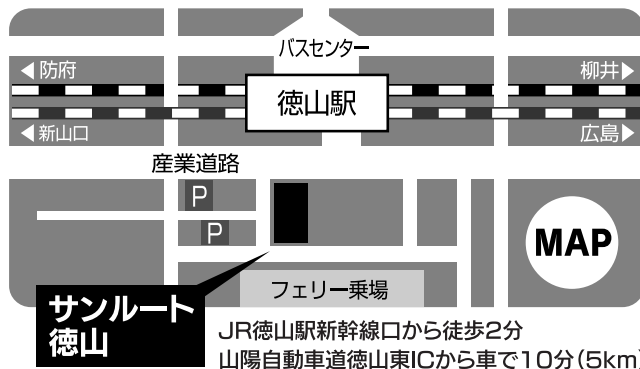 バスセンター
◀防府
柳井▶
徳山駅
◀新山口
広島▶
産業道路
P
P
MAP
フェリー乗場
サンルート
徳山
JR徳山駅新幹線口から徒歩2分
山陽自動車道徳山東ICから車で10分(5km)